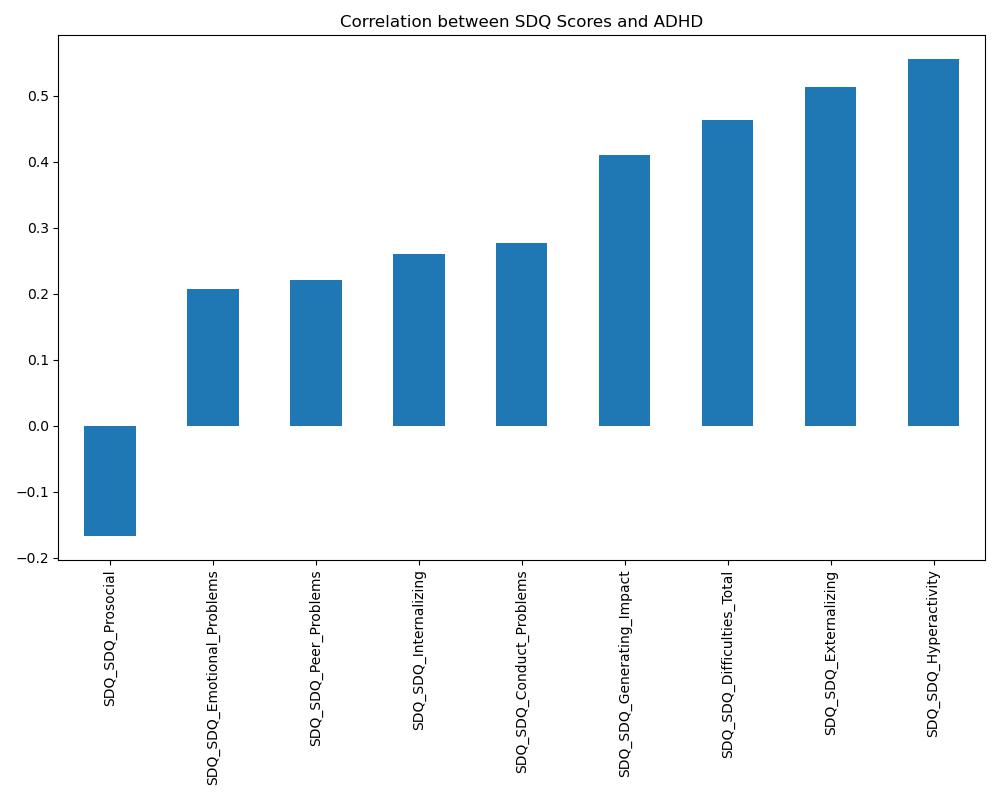 Correlation between SDQ Scores and ADHD
0.5
0.4
0.3
0.2
0.1
0.0
−0.1
−0.2
SDQ_SDQ_Prosocial
SDQ_SDQ_Emotional_Problems
SDQ_SDQ_Peer_Problems
SDQ_SDQ_Internalizing
SDQ_SDQ_Conduct_Problems
SDQ_SDQ_Generating_Impact
SDQ_SDQ_Difficulties_Total
SDQ_SDQ_Externalizing
SDQ_SDQ_Hyperactivity